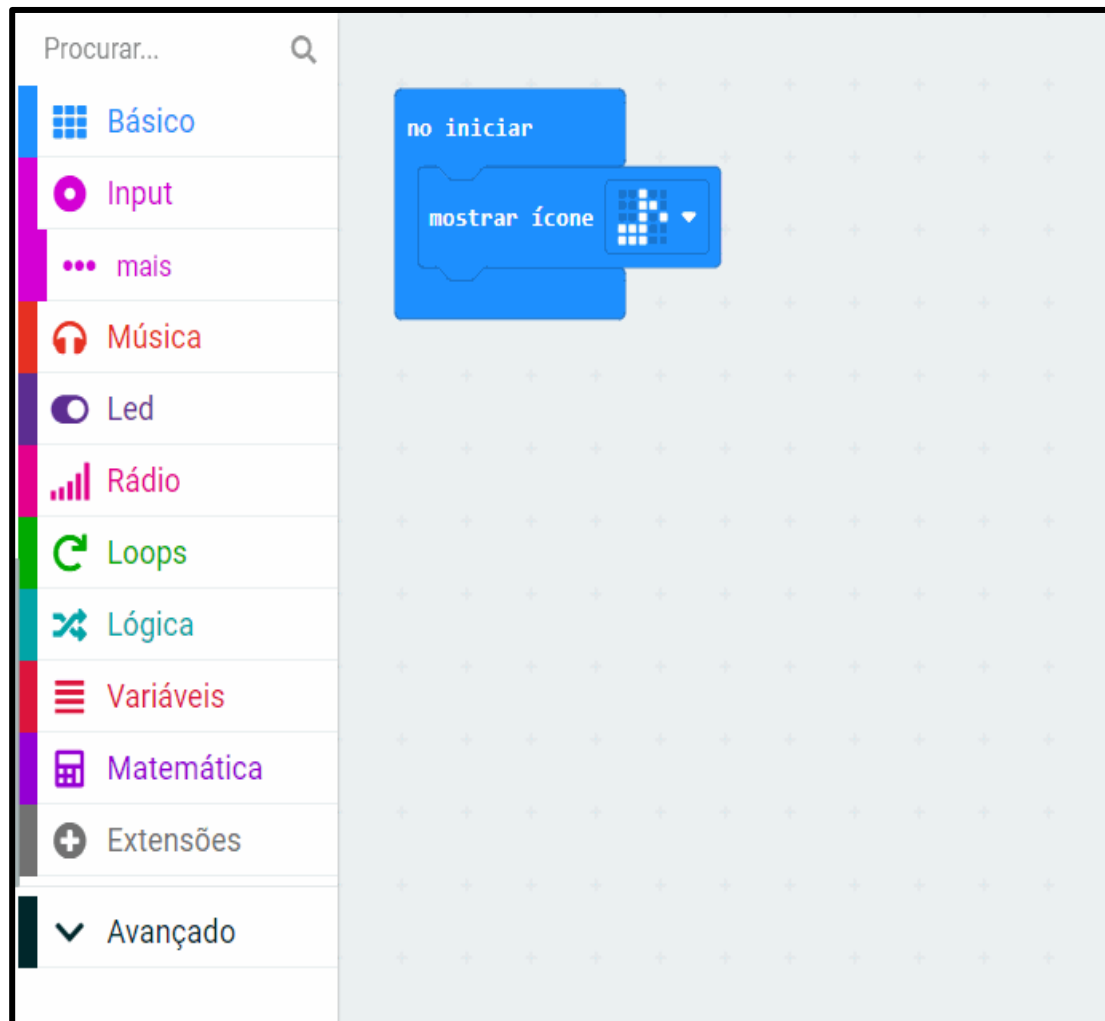 Procurar...
Básico
Input
mais
Música
Led
Rádio
Loops
Lógica
Variáveis
Matemática
Extensões
Avançado
no iniciar
mostrar ícone